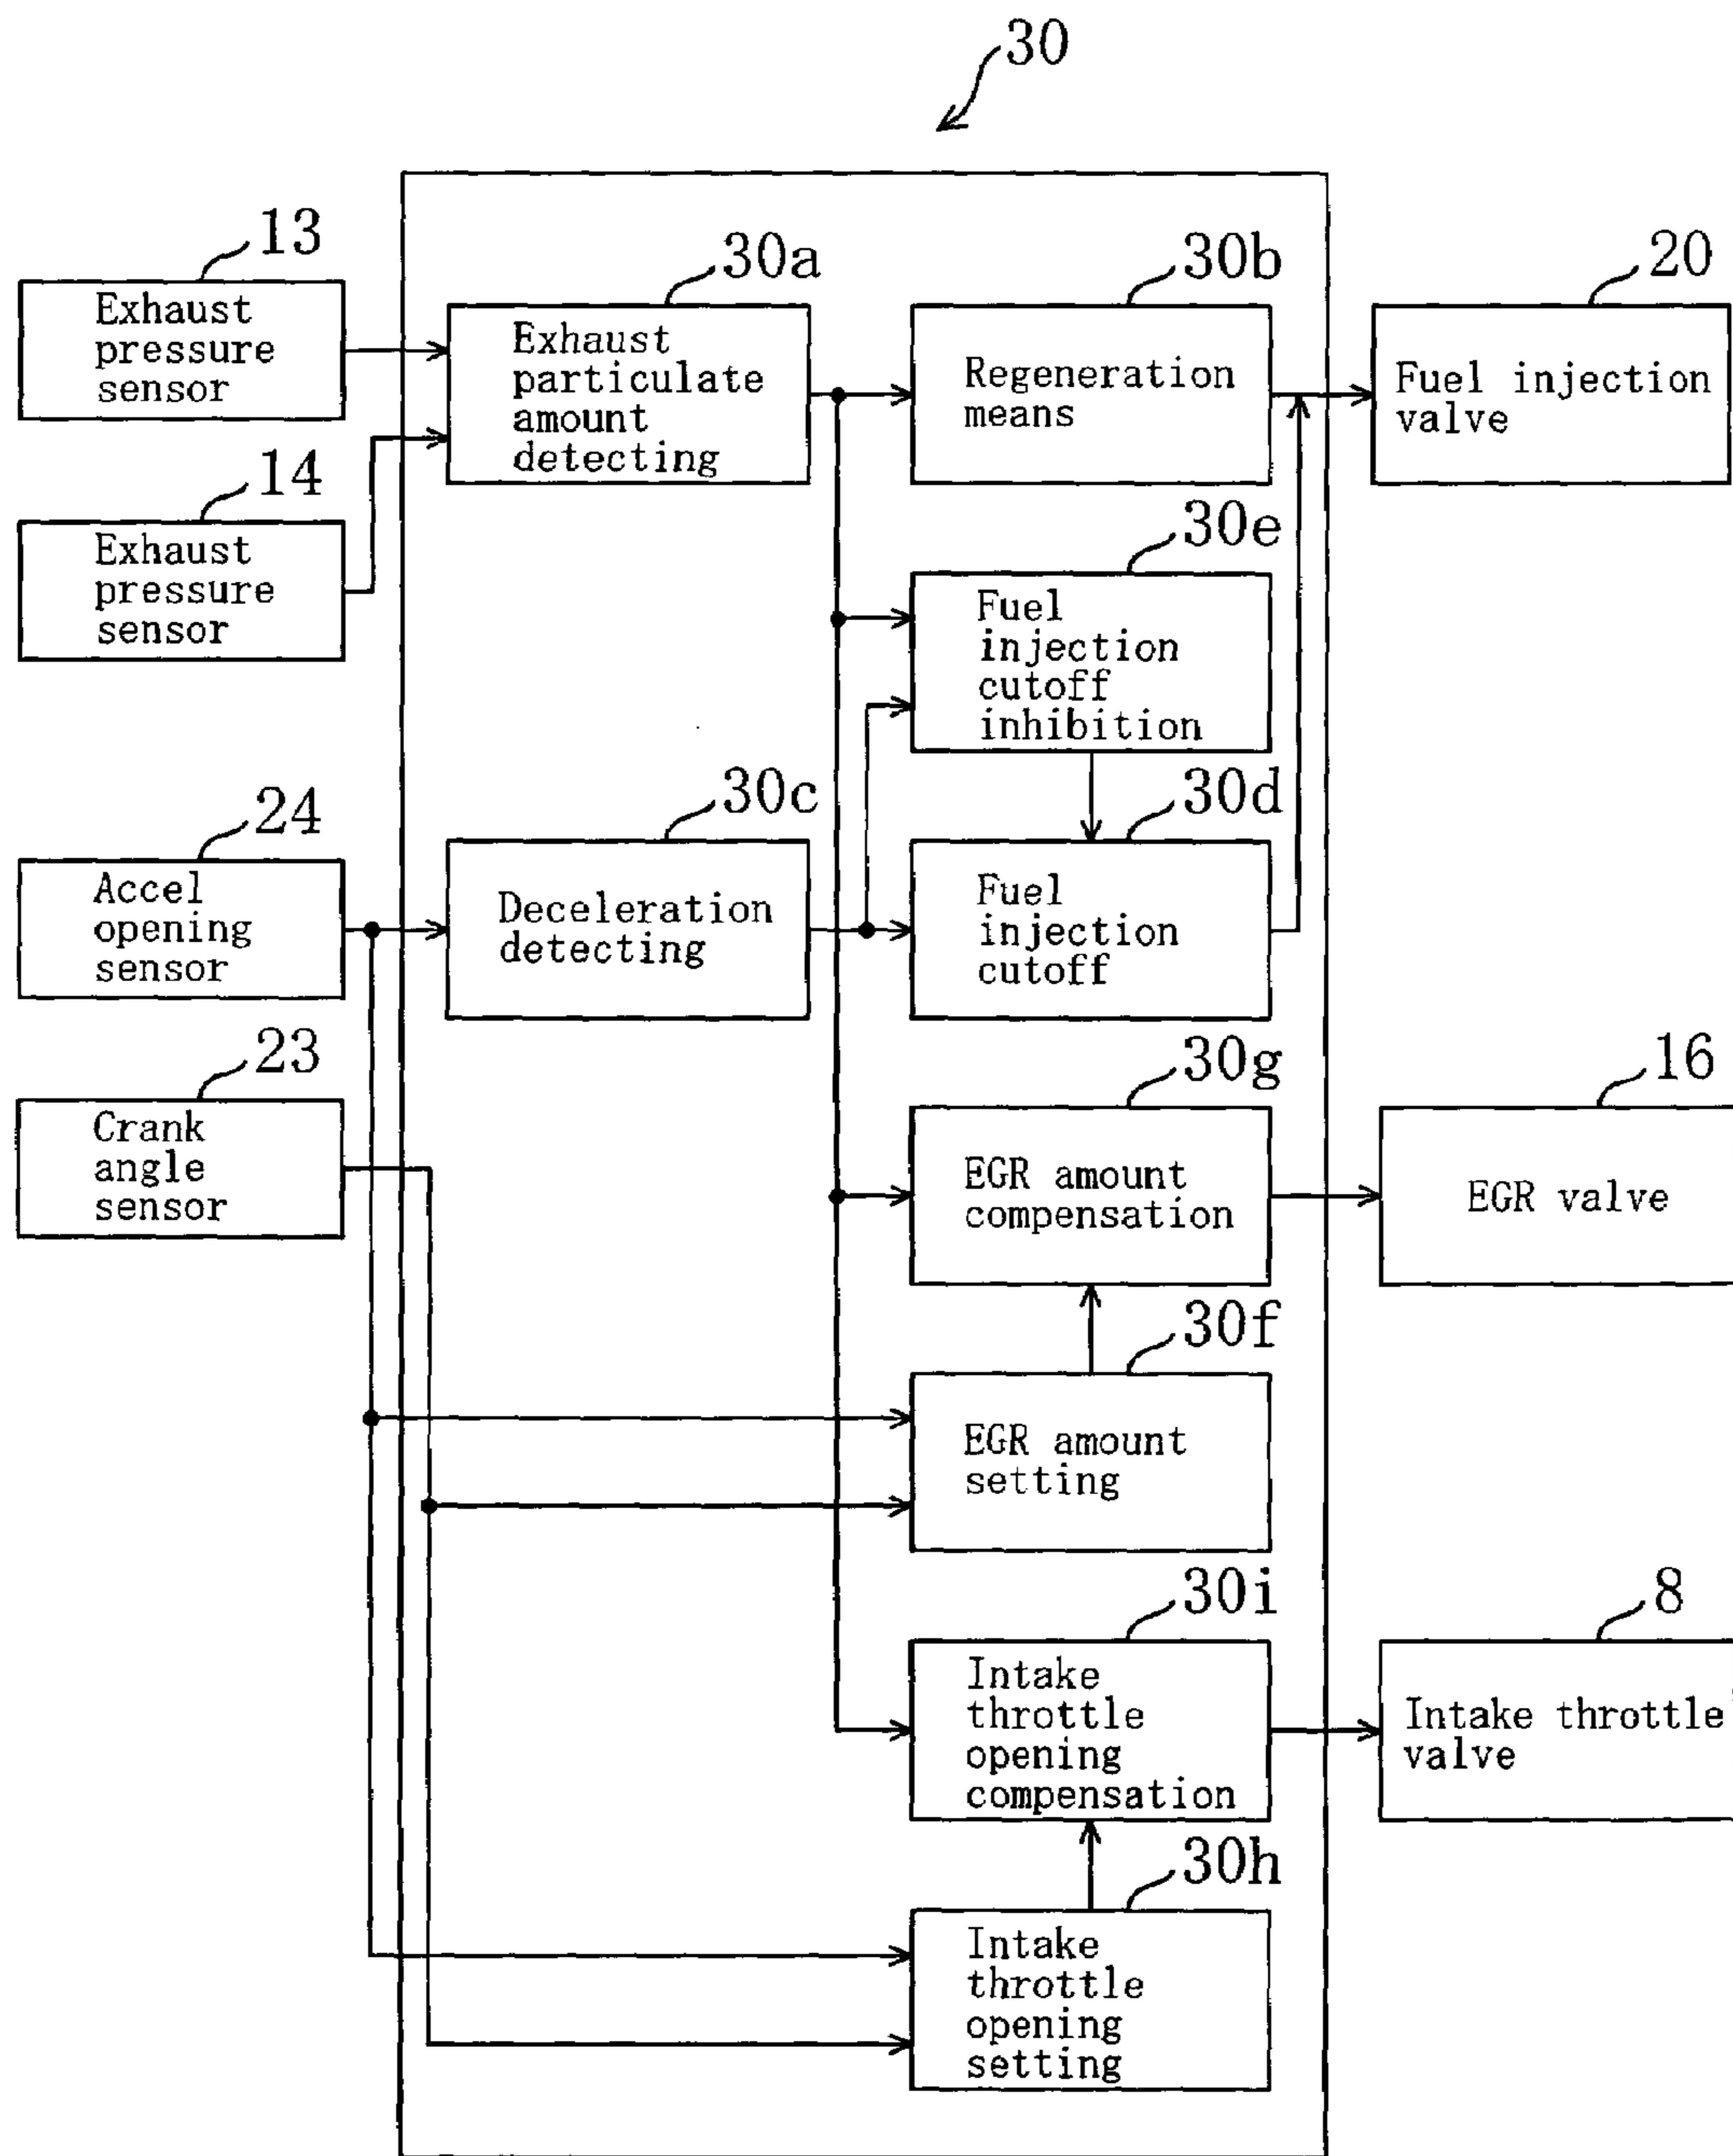 30
13
Exhaust
pressure
sensor
14
Exhaust
pressure
sensor
24
Accel
opening
sensor
23
Crank
angle
sensor
30a
Exhaust
particulate
amount
detecting
30c
Deceleration
detecting
30b
Regeneration
means
30e
Fuel
injection
cutoff
inhibition
30d
Fuel
injection
cutoff
30g
EGR amount
compensation
30f
EGR amount
setting
30i
Intake
throttle
opening
compensation
30h
Intake
throttle
opening
setting
20
Fuel injection
valve
16
EGR valve
8
Intake throttle
valve